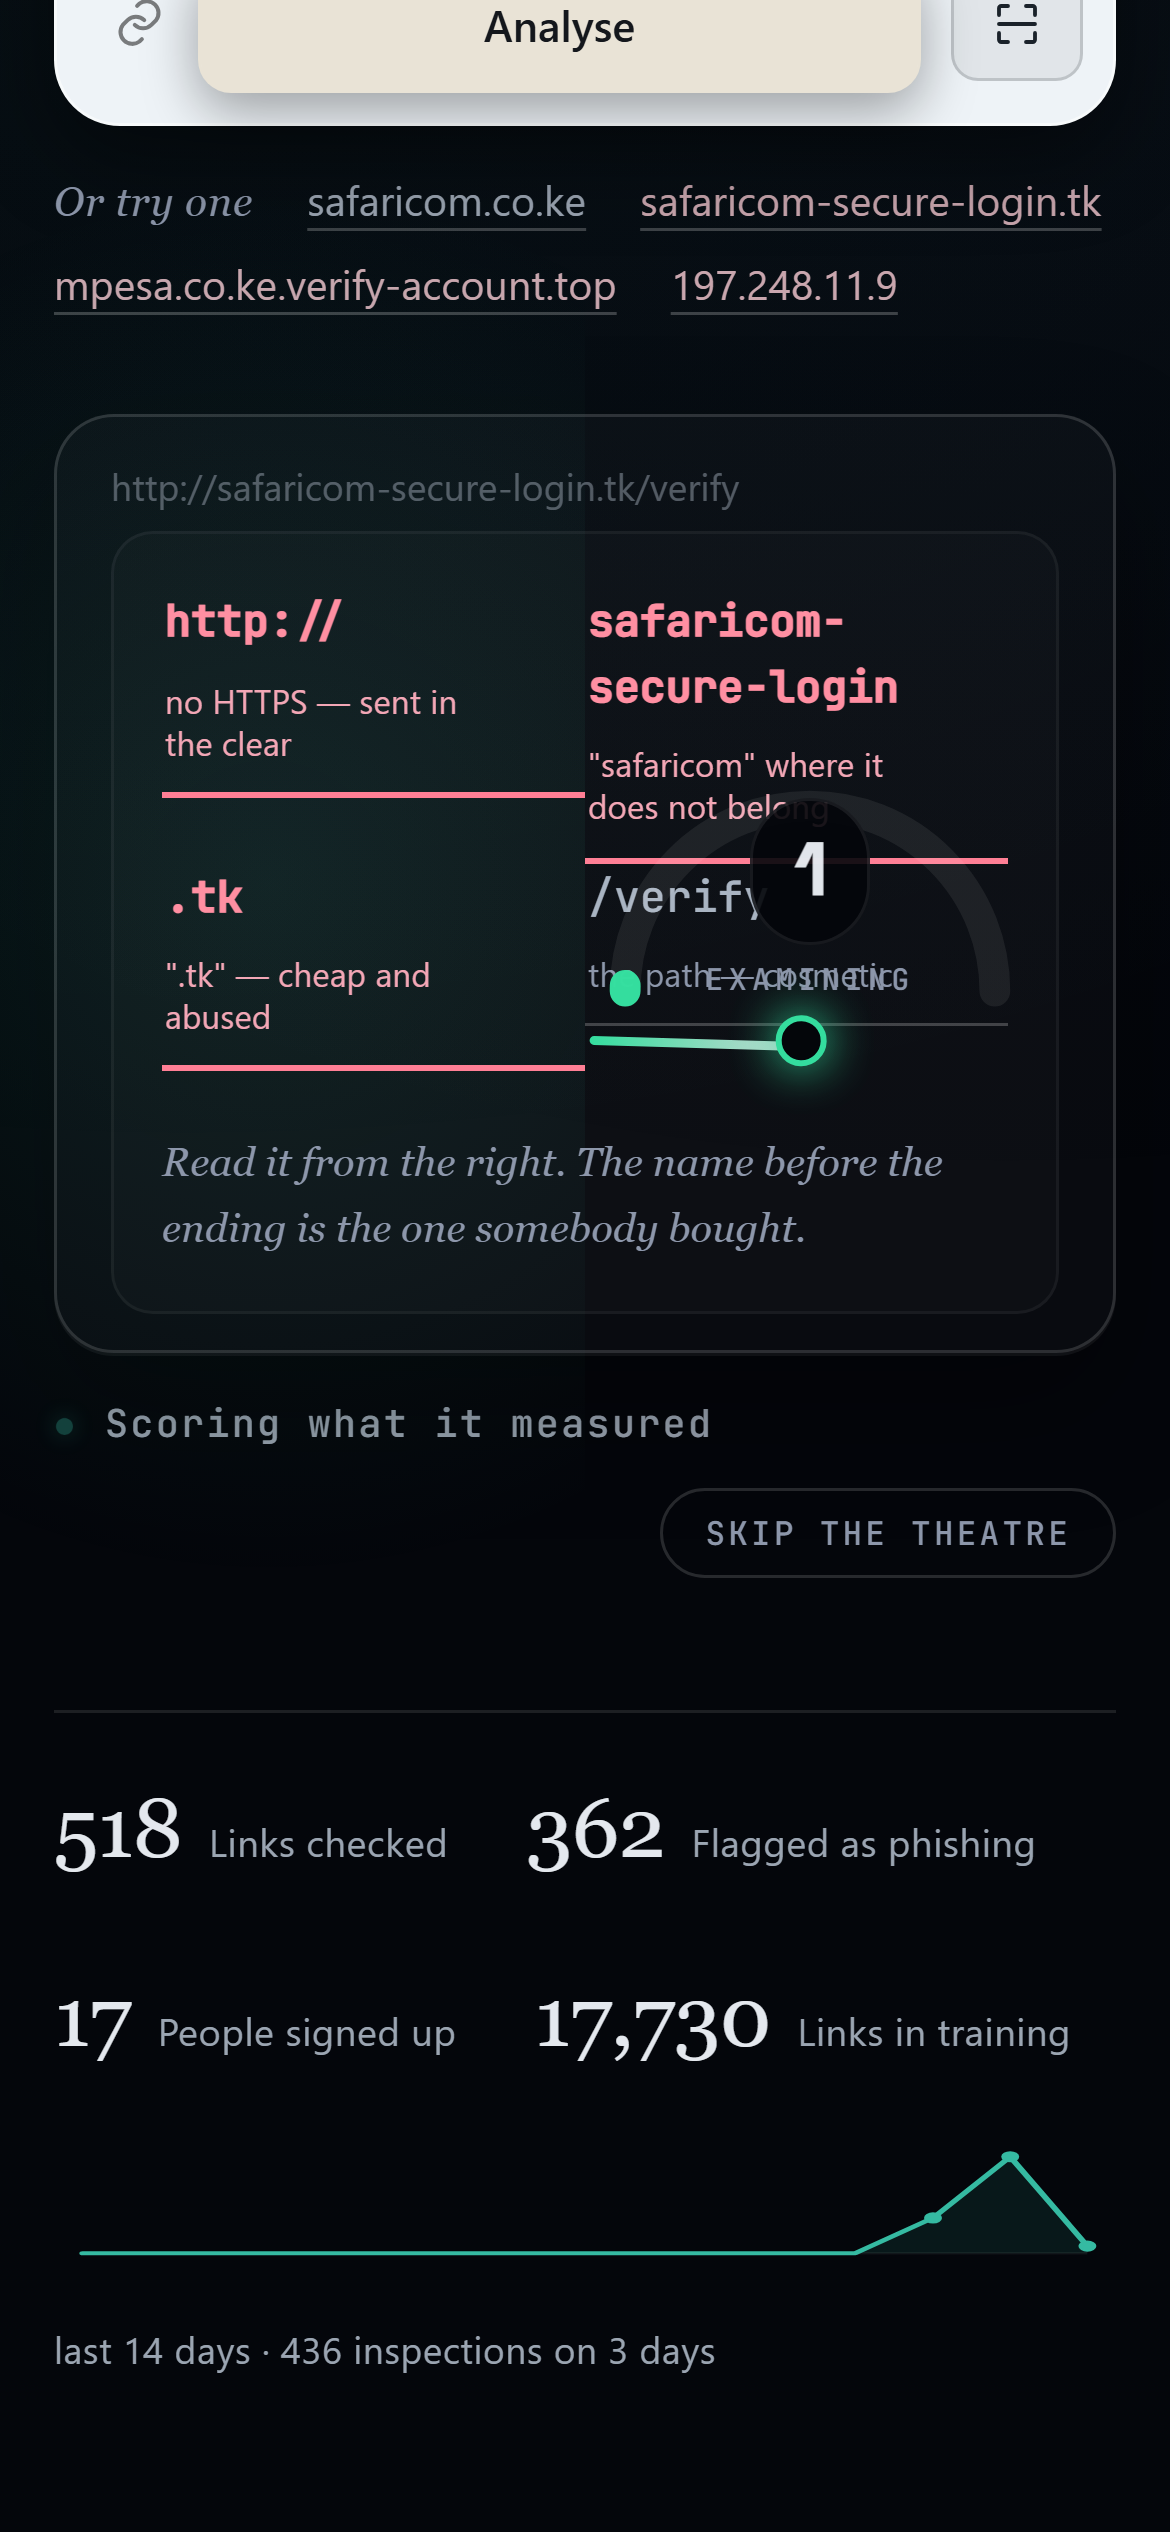 Analyse
Or try one safaricom.co.ke safaricom-secure-login.tk
mpesa.co.ke.verify-account.top 197.248.11.9
http://safaricom-secure-login.tk/verify
http://
no HTTPS — sent in
the clear
safaricom-
secure-login
"safaricom" where it
does not belong
.tk
".tk" — cheap and
abused
/verify
the path — cosmetic
1
EXAMINING
Read it from the right. The name before the
ending is the one somebody bought.
Scoring what it measured
SKIP THE THEATRE
518 Links checked
362 Flagged as phishing
17 People signed up
17,730 Links in training
last 14 days · 436 inspections on 3 days